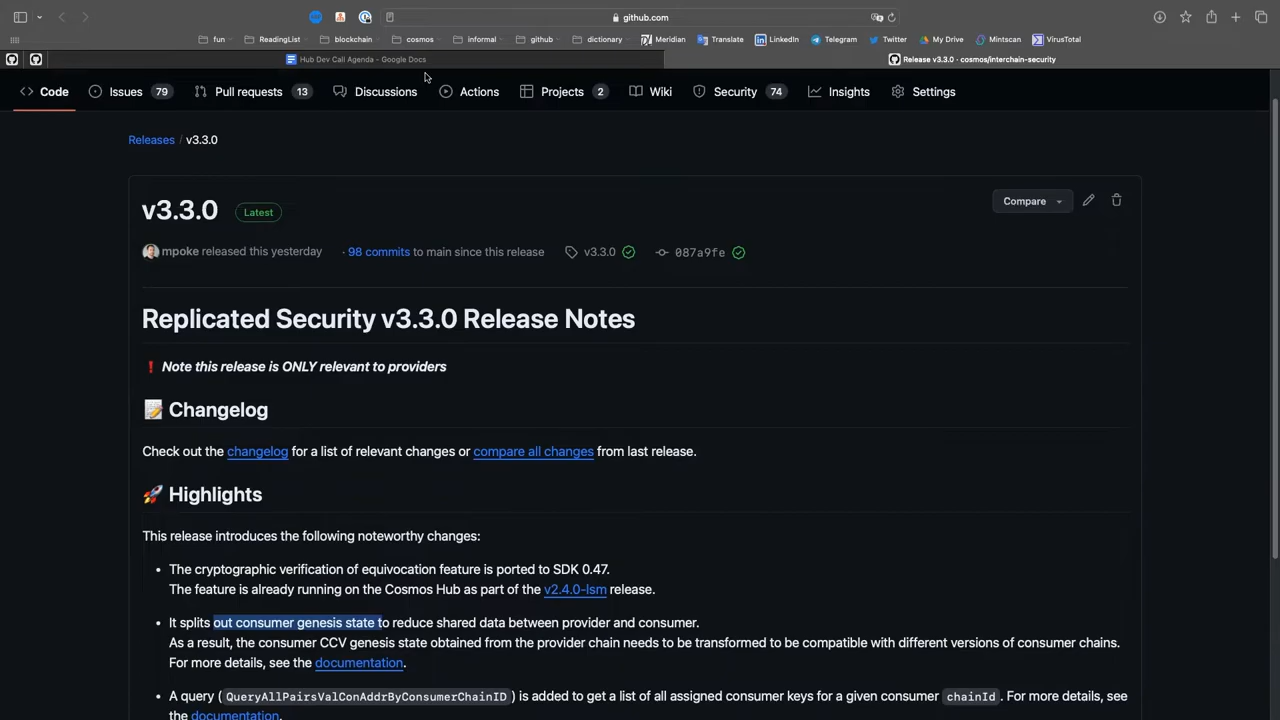 github.com
fun
ReadingList
blockchain
cosmos
informal
github
dictionary
Meridian
Translate
LinkedIn
Telegram
Twitter
My Drive
Mintscan
VirusTotal
Hub Dev Call Agenda - Google Docs
Release v3.3.0 · cosmos/interchain-security
Code
Issues 79
Pull requests 13
Discussions
Actions
Projects 2
Wiki
Security 74
Insights
Settings
Releases / v3.3.0
v3.3.0 Latest
Compare
mpoke released this yesterday · 98 commits to main since this release v3.3.0 087a9fe
Replicated Security v3.3.0 Release Notes
❗ Note this release is ONLY relevant to providers
📝 Changelog
Check out the changelog for a list of relevant changes or compare all changes from last release.
🚀 Highlights
This release introduces the following noteworthy changes:
• The cryptographic verification of equivocation feature is ported to SDK 0.47.
The feature is already running on the Cosmos Hub as part of the v2.4.0-lsm release.
• It splits out consumer genesis state to reduce shared data between provider and consumer.
As a result, the consumer CCV genesis state obtained from the provider chain needs to be transformed to be compatible with different versions of consumer chains.
For more details, see the documentation.
• A query (QueryAllPairsValConAddrByConsumerChainID) is added to get a list of all assigned consumer keys for a given consumer chainId. For more details, see
the documentation.